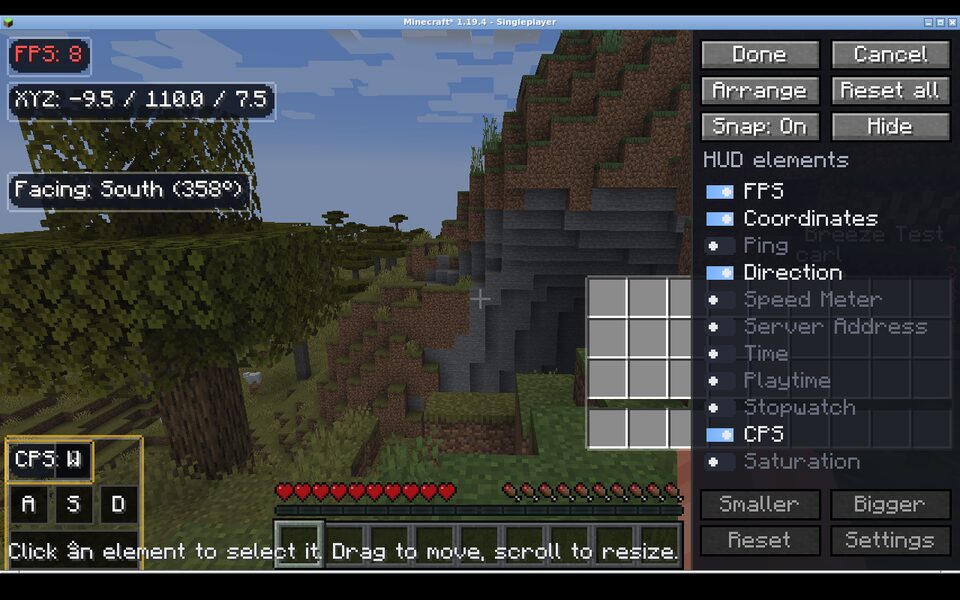 Minecraft* 1.19.4 - Singleplayer
FPS: 8
XYZ: -9.5 / 110.0 / 7.5
Facing: South (358°)
Done
Cancel
Arrange
Reset all
Snap: On
Hide
HUD elements
FPS
Coordinates
Breeze Test
Ping
carl
Direction
Speed Meter
Server Address
Time
Playtime
Stopwatch
CPS
Saturation
CPS: W
A S D
Smaller
Bigger
Reset
Settings
Click an element to select it. Drag to move, scroll to resize.